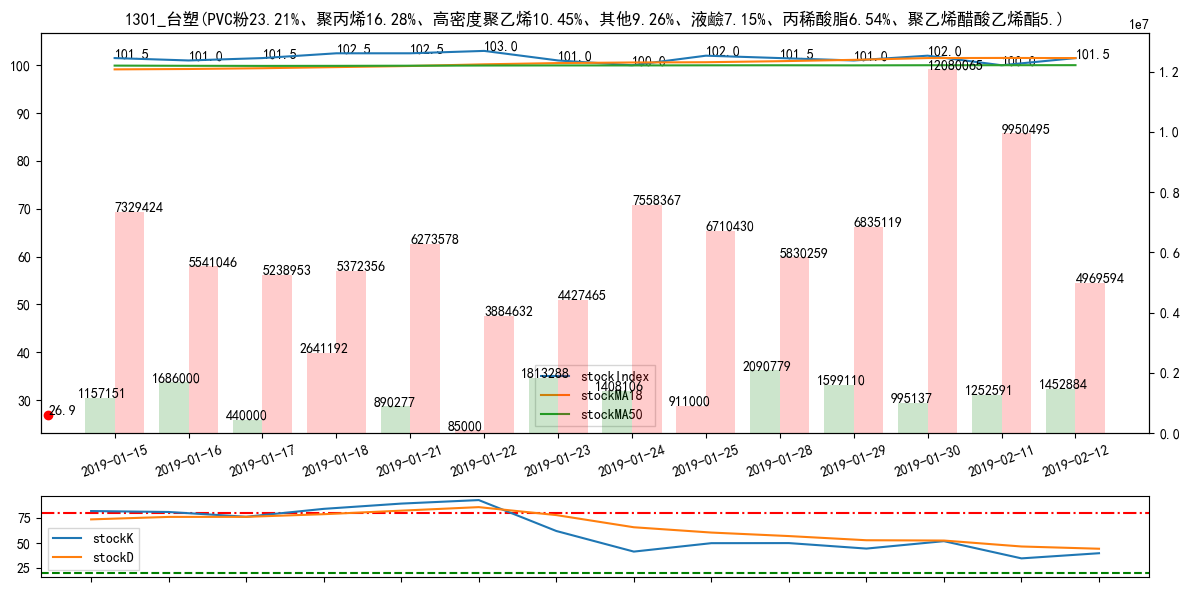 1301_台塑(PVC粉23.21%、聚丙烯16.28%、高密度聚乙烯10.45%、其他9.26%、液鹼7.15%、丙稀酸脂6.54%、聚乙烯醋酸乙烯酯5.)
1e7
101.5 101.0 101.5 102.5 102.5 103.0 101.0 100.0 102.0 101.5 101.0 102.0 100.0 101.5
100
90
80
70
60
50
40
30
1.2
1.0
0.8
0.6
0.4
0.2
0.0
7329424 5541046 5238953 5372356 6273578 3884632 4427465 7558367 6710430 5830259 6835119 12080065 9950495 4969594
1157151 1686000 440000 2641192 890277 85000 1813288 1408106 911000 2090779 1599110 995137 1252591 1452884
26.9
stockIndex
stockMA18
stockMA50
2019-01-15 2019-01-16 2019-01-17 2019-01-18 2019-01-21 2019-01-22 2019-01-23 2019-01-24 2019-01-25 2019-01-28 2019-01-29 2019-01-30 2019-02-11 2019-02-12
75
50
25
stockK
stockD